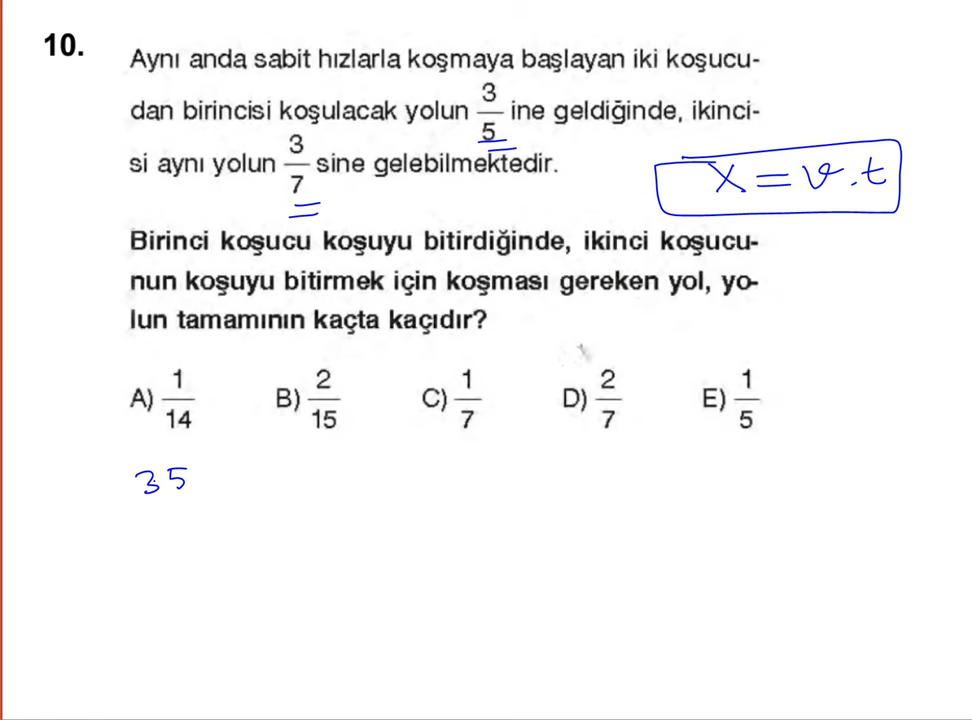 10.
Aynı anda sabit hızlarla koşmaya başlayan iki koşucu-
dan birincisi koşulacak yolun 3/5 ine geldiğinde, ikinci-
si aynı yolun 3/7 sine gelebilmektedir.
X = v.t
Birinci koşucu koşuyu bitirdiğinde, ikinci koşucu-
nun koşuyu bitirmek için koşması gereken yol, yo-
lun tamamının kaçta kaçıdır?
A) 1/14 B) 2/15 C) 1/7 D) 2/7 E) 1/5
35